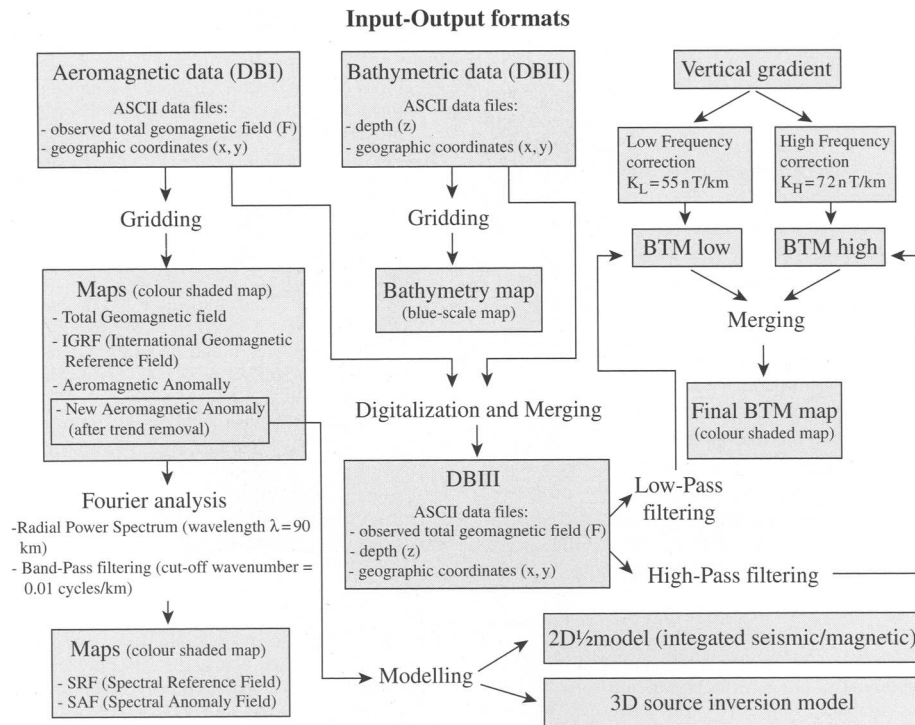 Input-Output formats
Aeromagnetic data (DBI)
ASCII data files:
- observed total geomagnetic field (F)
- geographic coordinates (x, y)
Gridding
Maps (colour shaded map)
- Total Geomagnetic field
- IGRF (International Geomagnetic
Reference Field)
- Aeromagnetic Anomally
- New Aeromagnetic Anomaly
(after trend removal)
Fourier analysis
-Radial Power Spectrum (wavelength λ=90
km)
- Band-Pass filtering (cut-off wavenumber =
0.01 cycles/km)
Maps (colour shaded map)
- SRF (Spectral Reference Field)
- SAF (Spectral Anomaly Field)
Bathymetric data (DBII)
ASCII data files:
- depth (z)
- geographic coordinates (x, y)
Gridding
Bathymetry map
(blue-scale map)
Digitalization and Merging
DBIII
ASCII data files:
- observed total geomagnetic field (F)
- depth (z)
- geographic coordinates (x, y)
Low-Pass
filtering
High-Pass filtering
Vertical gradient
Low Frequency
correction
K_L=55 n T/km
High Frequency
correction
K_H=72 n T/km
BTM low
BTM high
Merging
Final BTM map
(colour shaded map)
Modelling
2D½model (integated seismic/magnetic)
3D source inversion model